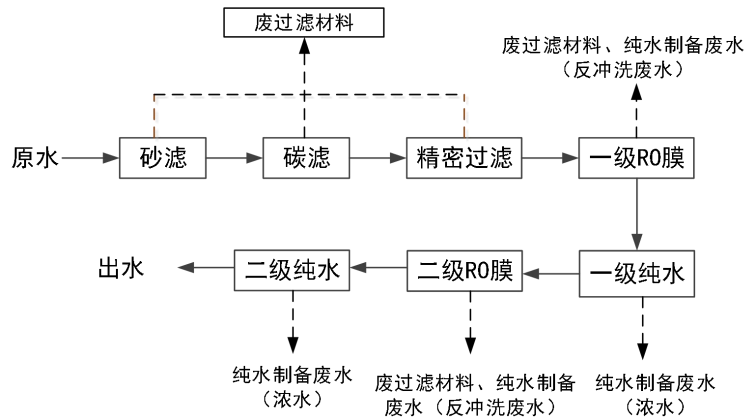 废过滤材料
废过滤材料、纯水制备废水
（反冲洗废水）
原水
砂滤
碳滤
精密过滤
一级RO膜
出水
二级纯水
二级RO膜
一级纯水
纯水制备废水
（浓水）
废过滤材料、纯水制备
废水（反冲洗废水）
纯水制备废水
（浓水）